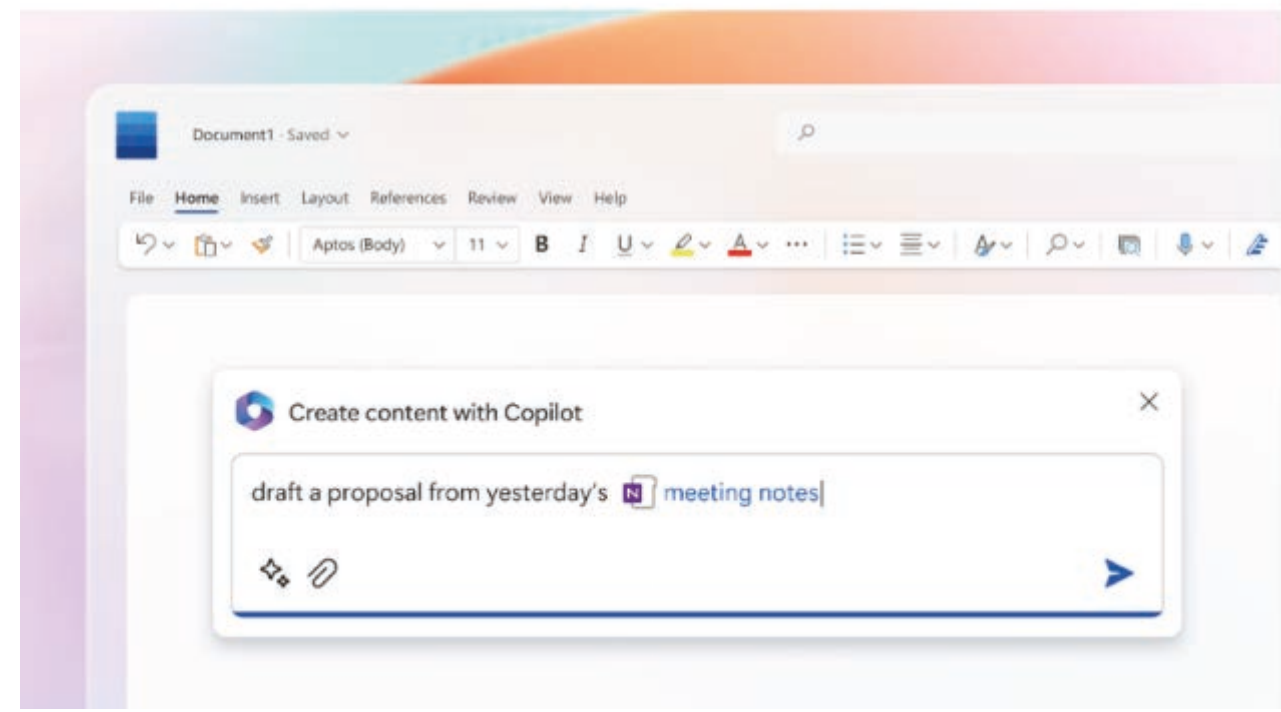 Document1 - Saved
File Home Insert Layout References Review View Help
Aptos (Body) 11 B I U A
Create content with Copilot
draft a proposal from yesterday's N meeting notes